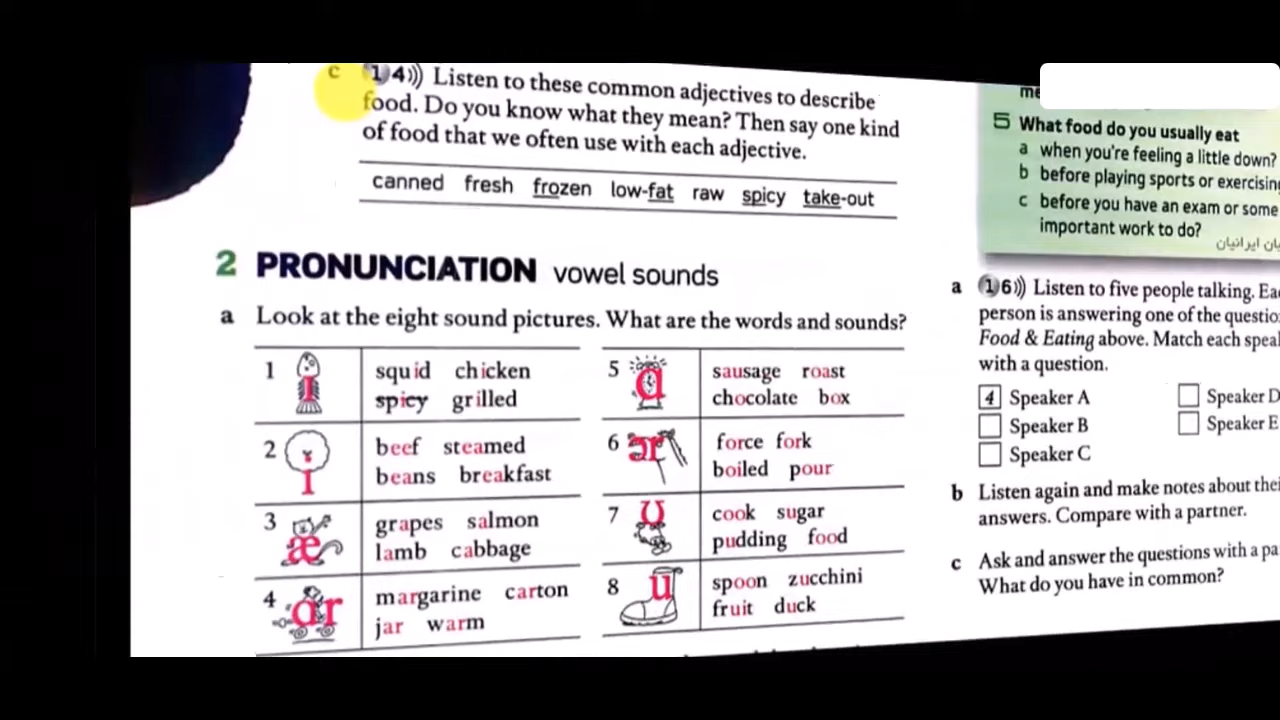 c 1 4))) Listen to these common adjectives to describe
food. Do you know what they mean? Then say one kind
of food that we often use with each adjective.
canned fresh frozen low-fat raw spicy take-out
2 PRONUNCIATION vowel sounds
a Look at the eight sound pictures. What are the words and sounds?
1 ɪ squid chicken
spicy grilled
2 i beef steamed
beans breakfast
3 æ grapes salmon
lamb cabbage
4 ɑr margarine carton
jar warm
5 ɑ sausage roast
chocolate box
6 ɔr force fork
boiled pour
7 ʊ cook sugar
pudding food
8 u spoon zucchini
fruit duck
me
5 What food do you usually eat
a when you're feeling a little down?
b before playing sports or exercising
c before you have an exam or some
important work to do?
ایرانیان
a 1 6))) Listen to five people talking. Ea
person is answering one of the questio
Food & Eating above. Match each speal
with a question.
4 Speaker A
Speaker B
Speaker C
Speaker D
Speaker E
b Listen again and make notes about thei
answers. Compare with a partner.
c Ask and answer the questions with a pa
What do you have in common?